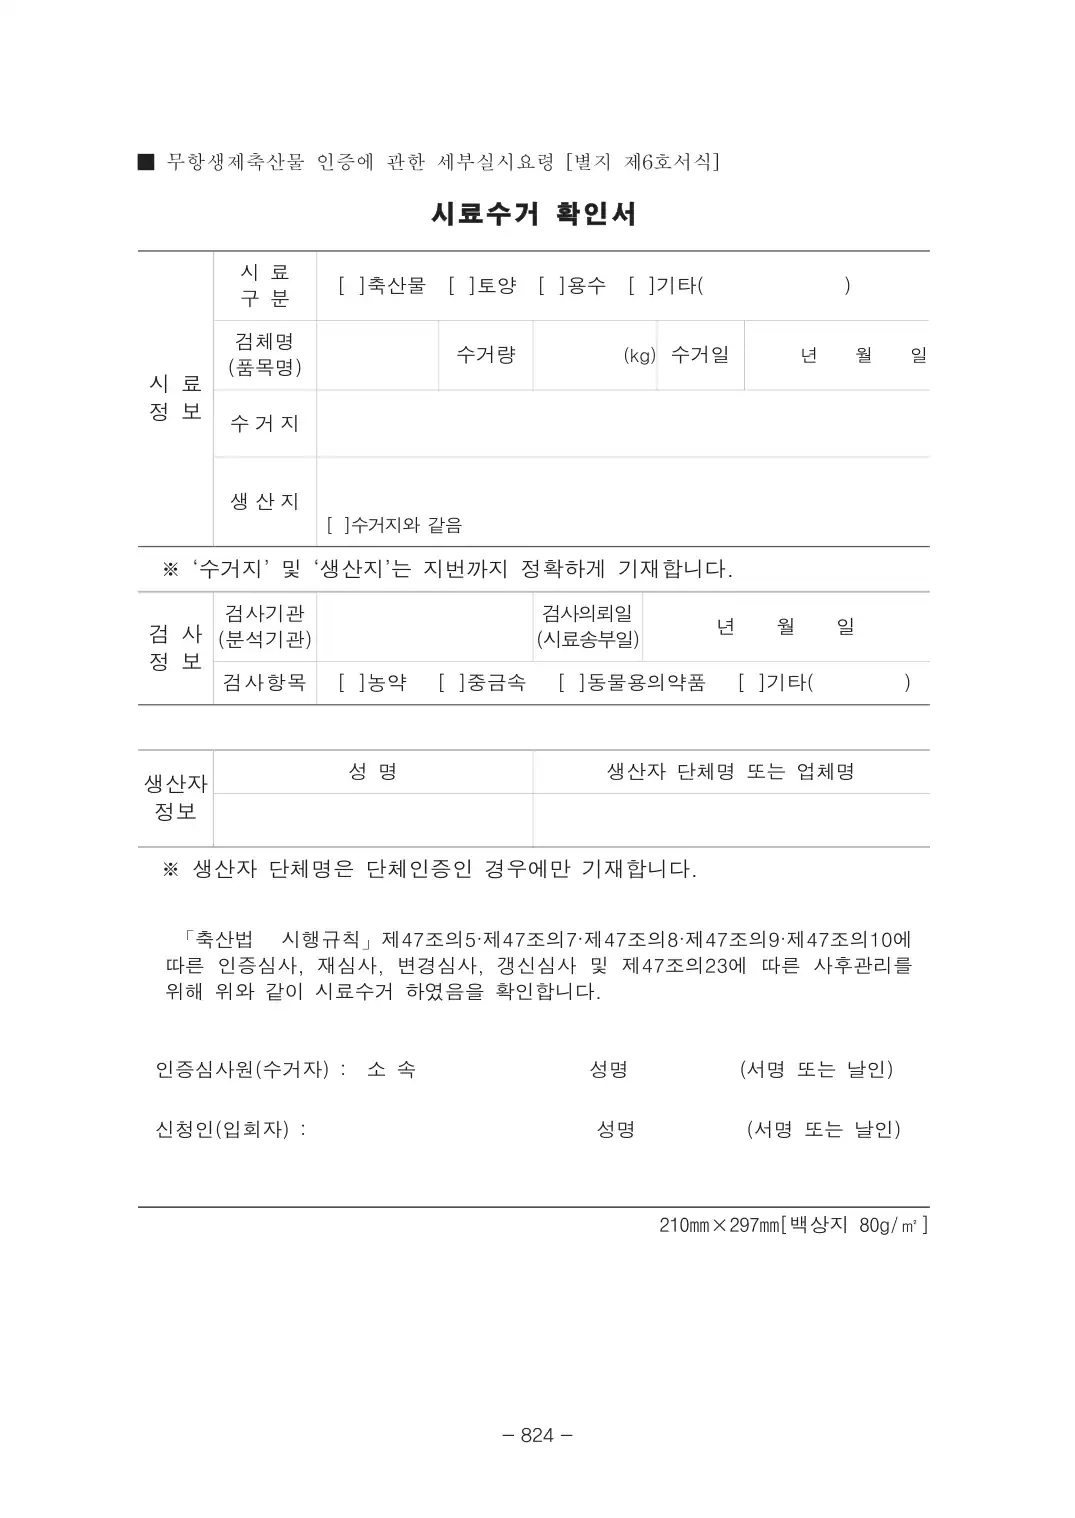 ■ 무항생제축산물 인증에 관한 세부실시요령 [별지 제6호서식]
시료수거 확인서
시 료
정 보
시 료
구 분
[ ]축산물 [ ]토양 [ ]용수 [ ]기타( )
검체명
(품목명)
수거량
(kg)
수거일
년 월 일
수 거 지
생 산 지
[ ]수거지와 같음
※ ‘수거지’ 및 ‘생산지’는 지번까지 정확하게 기재합니다.
검 사
정 보
검사기관
(분석기관)
검사의뢰일
(시료송부일)
년 월 일
검사항목
[ ]농약 [ ]중금속 [ ]동물용의약품 [ ]기타( )
생산자
정보
성 명
생산자 단체명 또는 업체명
※ 생산자 단체명은 단체인증인 경우에만 기재합니다.
「축산법 시행규칙」제47조의5·제47조의7·제47조의8·제47조의9·제47조의10에
따른 인증심사, 재심사, 변경심사, 갱신심사 및 제47조의23에 따른 사후관리를
위해 위와 같이 시료수거 하였음을 확인합니다.
인증심사원(수거자) : 소 속 성명 (서명 또는 날인)
신청인(입회자) : 성명 (서명 또는 날인)
210㎜×297㎜[백상지 80g/㎡]
- 824 -